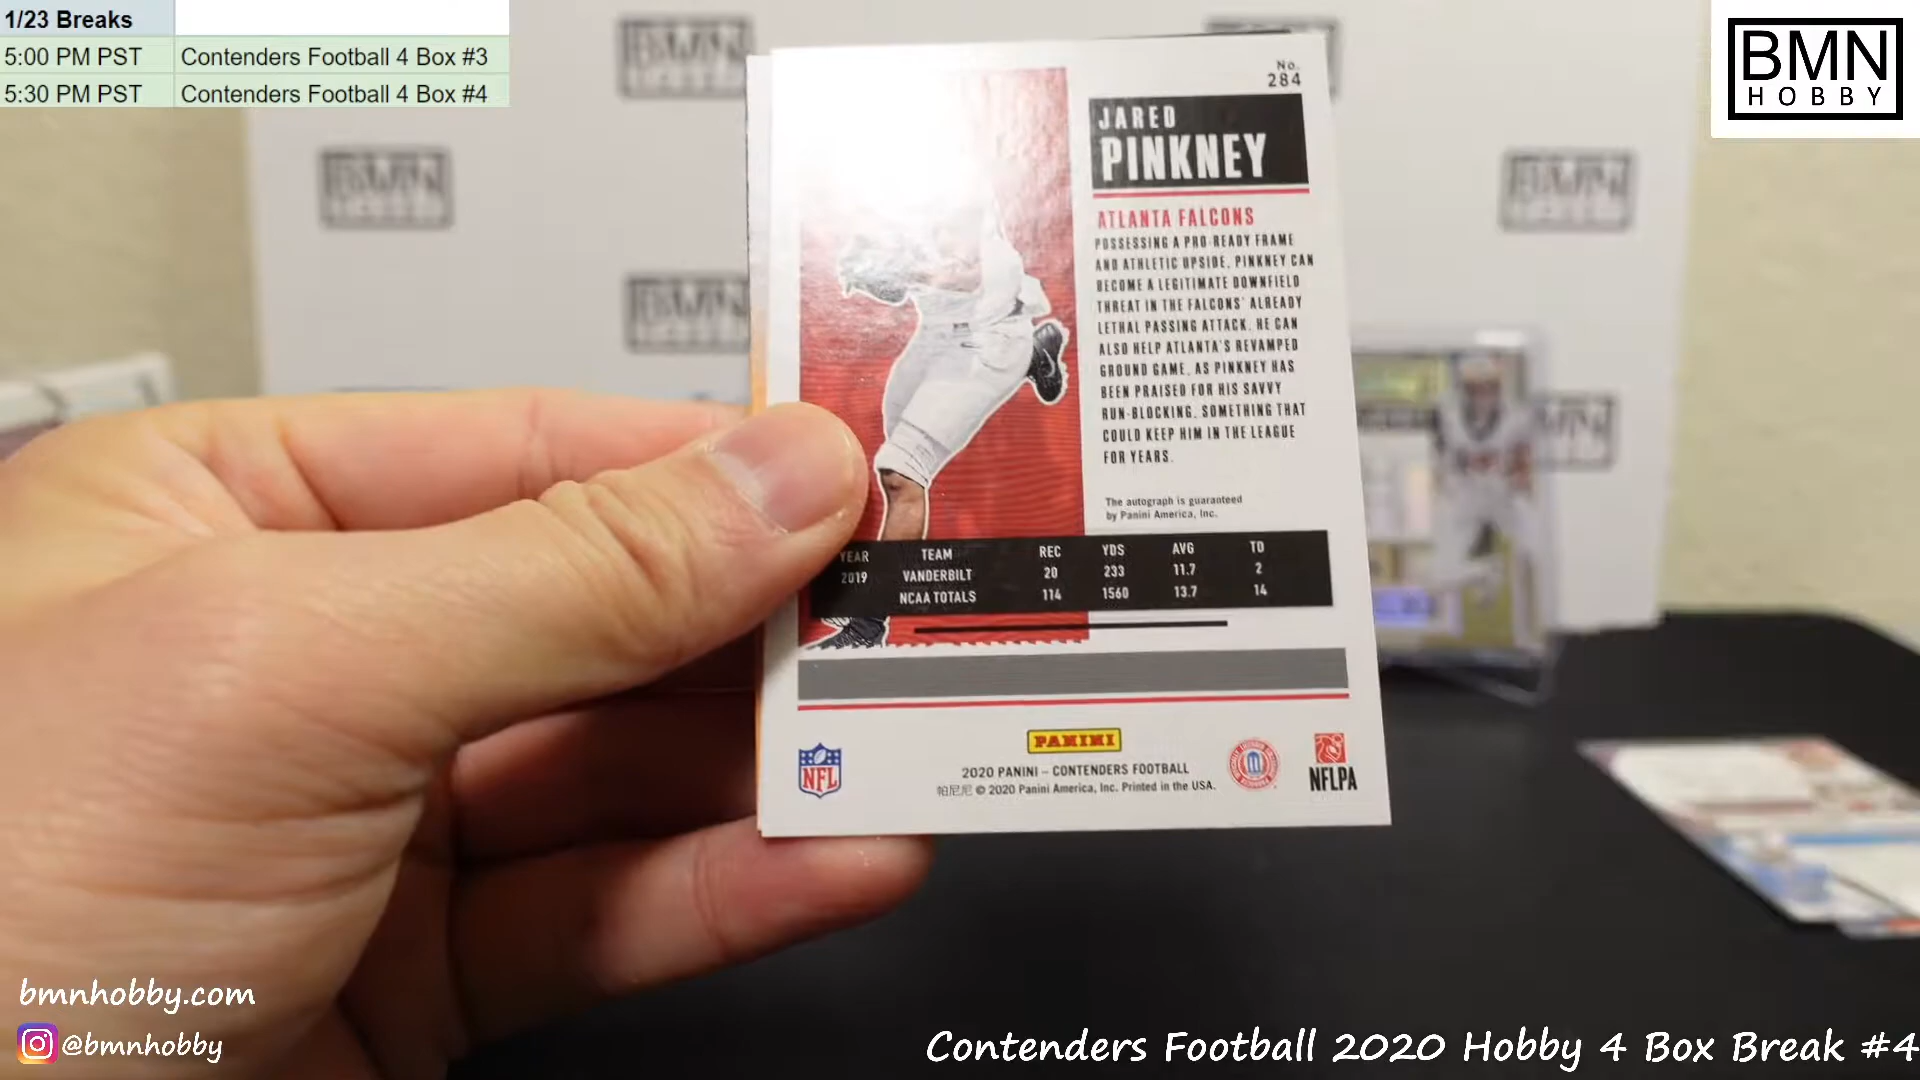 1/23 Breaks
5:00 PM PST Contenders Football 4 Box #3
5:30 PM PST Contenders Football 4 Box #4
BMN
HOBBY
BMN
BMN
BMN
BMN
No.
284
JARED
PINKNEY
ATLANTA FALCONS
POSSESSING A PRO-READY FRAME
AND ATHLETIC UPSIDE, PINKNEY CAN
BECOME A LEGITIMATE DOWNFIELD
THREAT IN THE FALCONS' ALREADY
LETHAL PASSING ATTACK. HE CAN
ALSO HELP ATLANTA'S REVAMPED
GROUND GAME, AS PINKNEY HAS
BEEN PRAISED FOR HIS SAVVY
RUN-BLOCKING, SOMETHING THAT
COULD KEEP HIM IN THE LEAGUE
FOR YEARS.
The autograph is guaranteed
by Panini America, Inc.
YEAR TEAM REC YDS AVG TD
2019 VANDERBILT 20 233 11.7 2
NCAA TOTALS 114 1560 13.7 14
PANINI
NFL
2020 PANINI – CONTENDERS FOOTBALL
帕尼尼 © 2020 Panini America, Inc. Printed in the USA.
NFLPA
bmnhobby.com
@bmnhobby
Contenders Football 2020 Hobby 4 Box Break #4